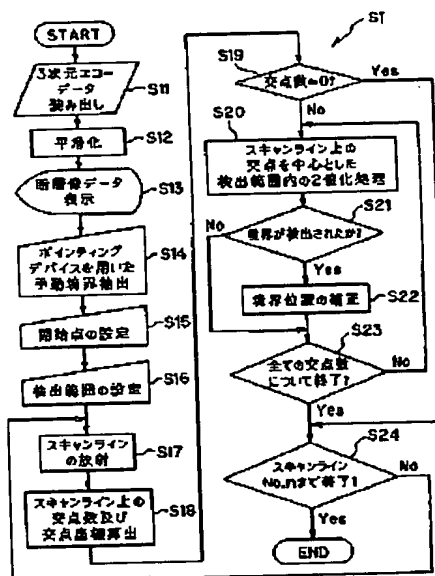 START
3次元エコー
データ
読み出し
S11
平滑化
S12
断層像データ
表示
S13
ポインティング
デバイスを用いた
手動境界抽出
S14
開始点の設定
S15
検出範囲の設定
S16
スキャンライン
の放射
S17
スキャンライン上の
交点数及び
交点座標算出
S18
S1
S19
交点数=0?
Yes
No
S20
スキャンライン上の
交点を中心とした
検出範囲内の2値化処理
S21
境界が検出されたか?
No
Yes
境界位置の補正
S22
S23
全ての交点数
について終了?
No
Yes
S24
スキャンライン
No.nまで終了?
No
Yes
END